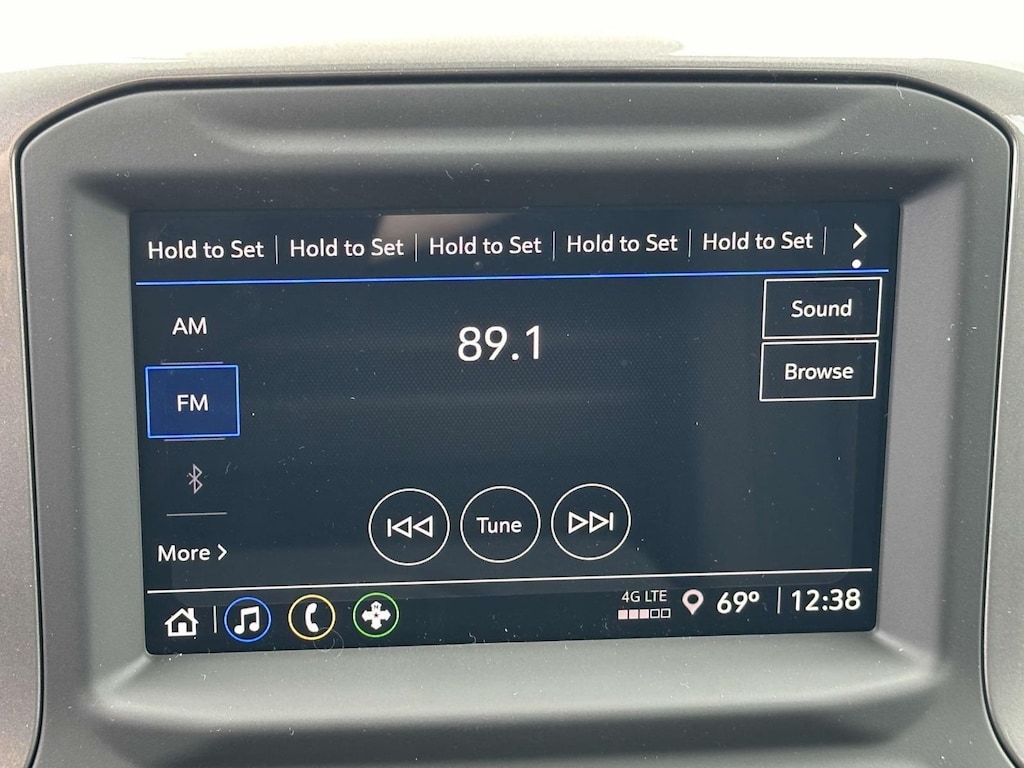 Hold to Set Hold to Set Hold to Set Hold to Set Hold to Set
AM
89.1
Sound
FM
Browse
Tune
More
4G LTE
69° 12:38